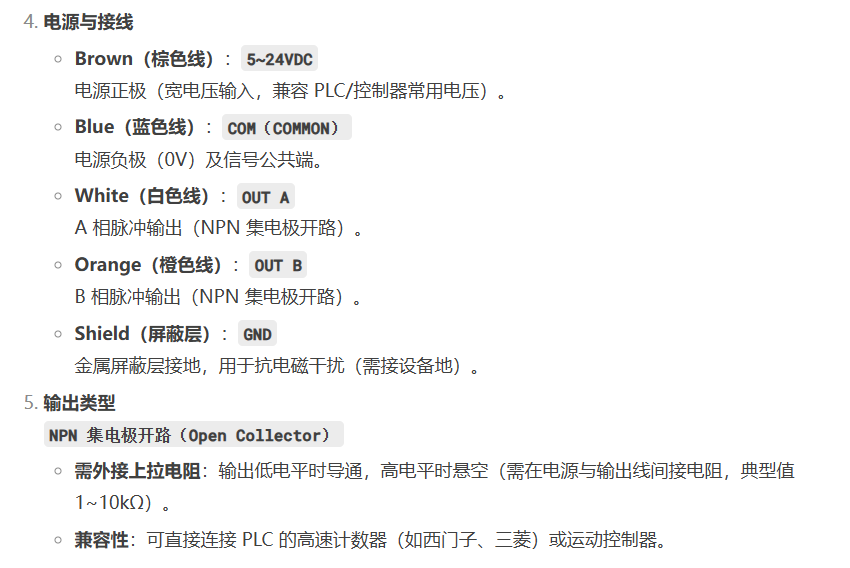 4. 电源与接线
Brown（棕色线）： 5~24VDC
电源正极（宽电压输入，兼容 PLC/控制器常用电压）。
Blue（蓝色线）： COM（COMMON）
电源负极（0V）及信号公共端。
White（白色线）： OUT A
A 相脉冲输出（NPN 集电极开路）。
Orange（橙色线）： OUT B
B 相脉冲输出（NPN 集电极开路）。
Shield（屏蔽层）： GND
金属屏蔽层接地，用于抗电磁干扰（需接设备地）。
5. 输出类型
NPN 集电极开路（Open Collector）
需外接上拉电阻：输出低电平时导通，高电平时悬空（需在电源与输出线间接电阻，典型值
1~10kΩ）。
兼容性：可直接连接 PLC 的高速计数器（如西门子、三菱）或运动控制器。